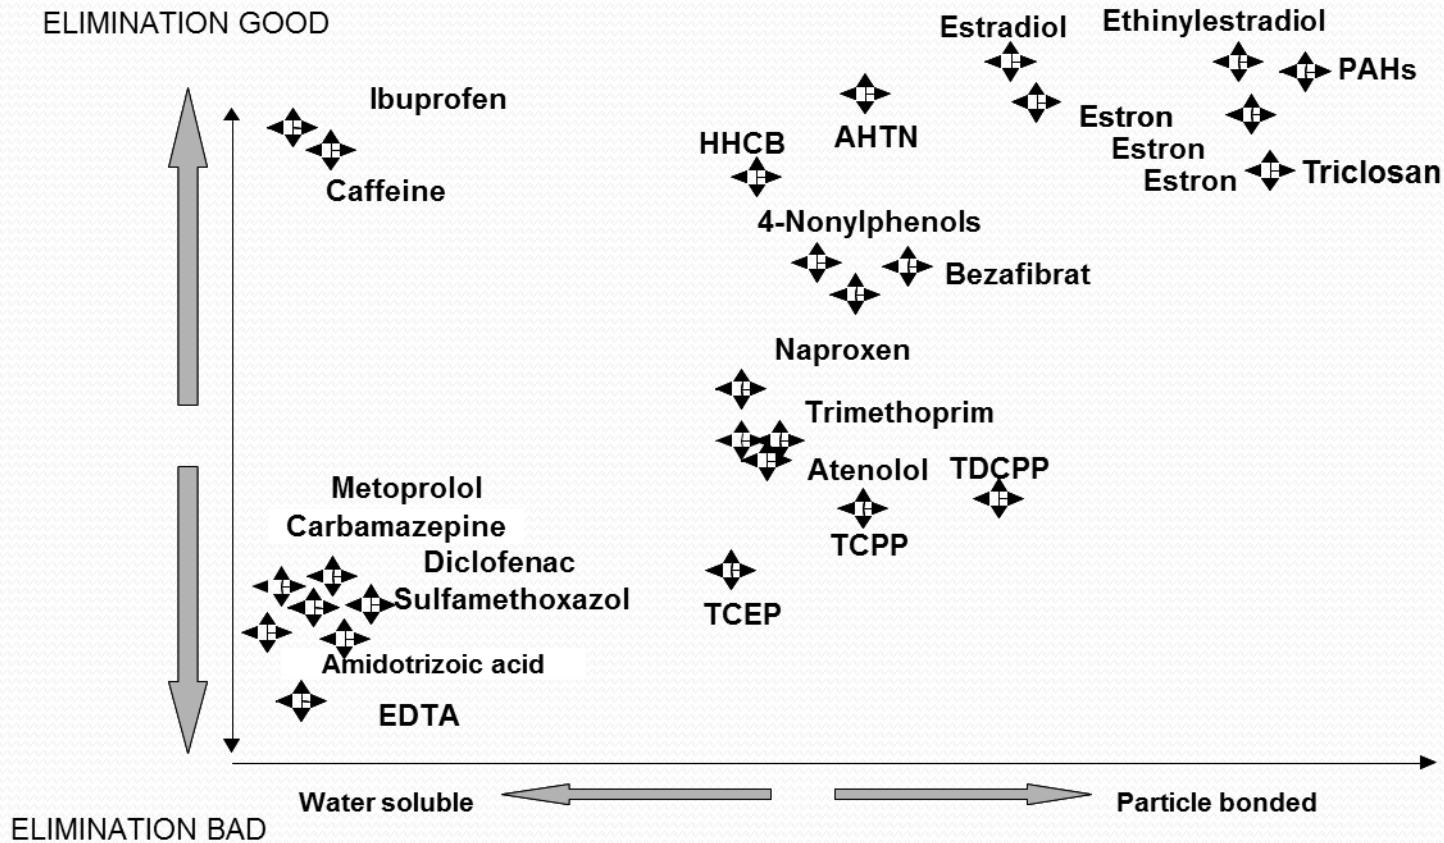 ELIMINATION GOOD
Estradiol
Ethinylestradiol
PAHs
Ibuprofen
Estron
AHTN
HHCB
Estron
Triclosan
Estron
Caffeine
4-Nonylphenols
Bezafibrat
Naproxen
Trimethoprim
Atenolol
TDCPP
Metoprolol
Carbamazepine
TCPP
Diclofenac
Sulfamethoxazol
TCEP
Amidotrizoic acid
EDTA
Water soluble
Particle bonded
ELIMINATION BAD